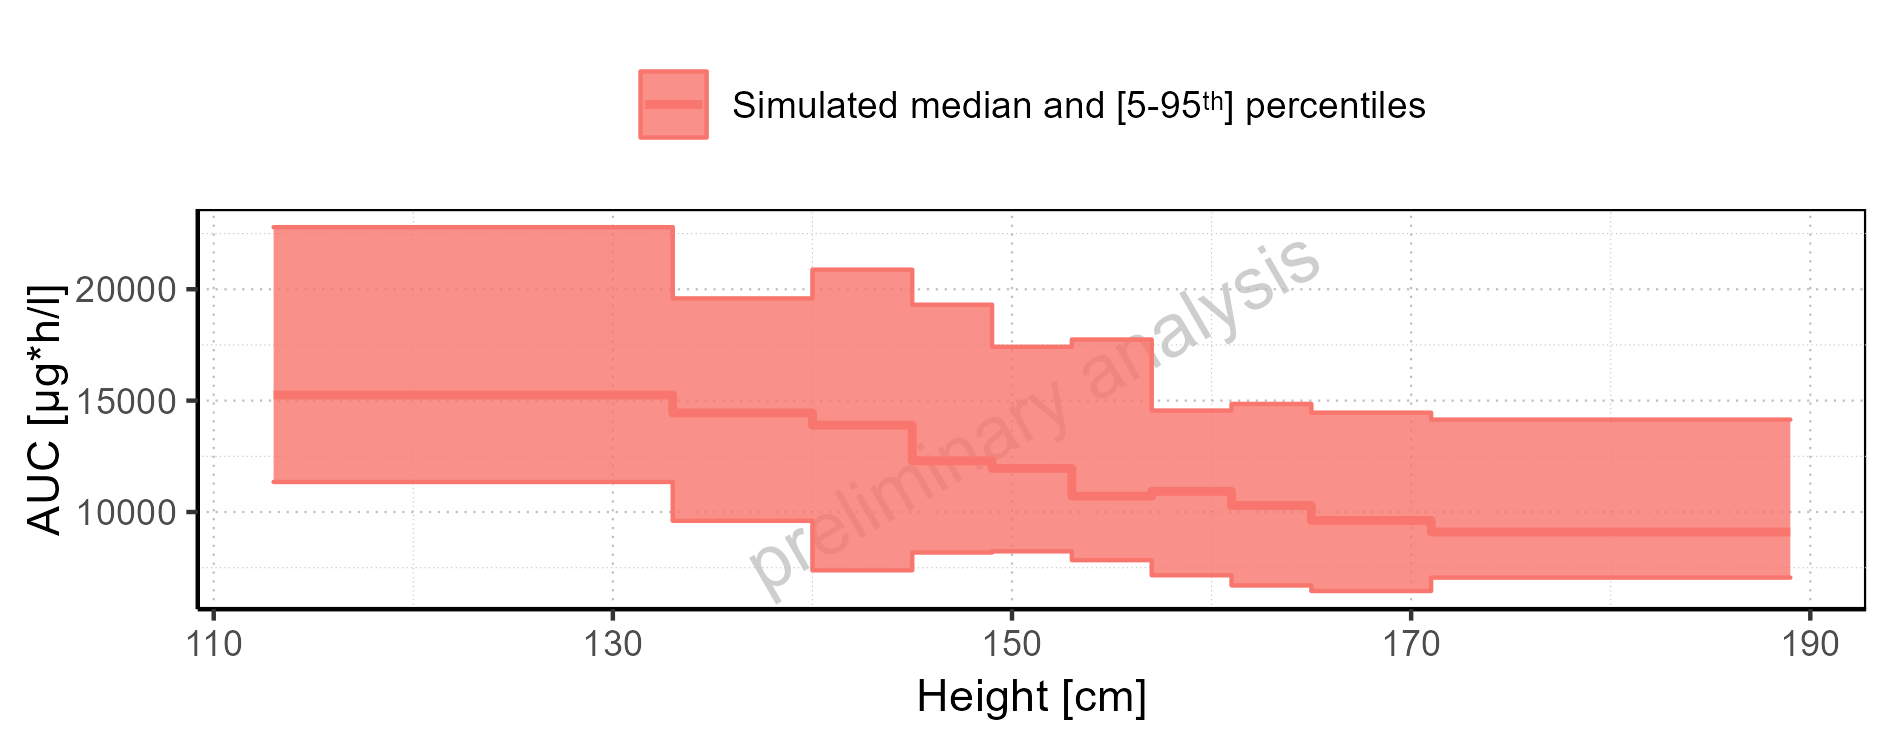 Simulated median and [5-95th] percentiles
AUC [µg*h/l]
20000
15000
10000
preliminary analysis
110 130 150 170 190
Height [cm]